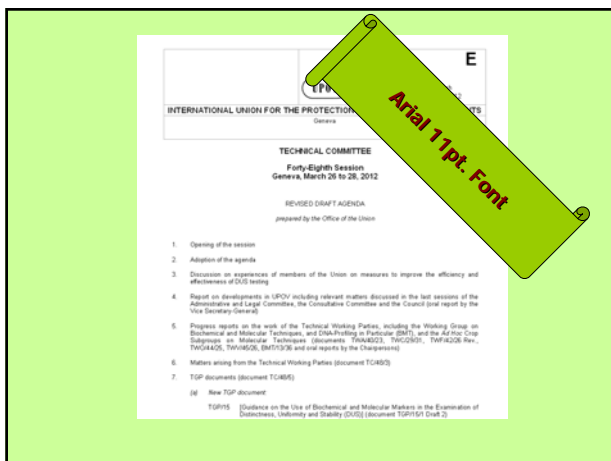 E
INTERNATIONAL UNION FOR THE PROTECTION
Geneva
TECHNICAL COMMITTEE
Forty-Eighth Session
Geneva, March 26 to 28, 2012
REVISED DRAFT AGENDA
prepared by the Office of the Union
1. Opening of the session
2. Adoption of the agenda
3. Discussion on experiences of members of the Union on measures to improve the efficiency and
effectiveness of DUS testing
4. Report on developments in UPOV including relevant matters discussed in the last sessions of the
Administrative and Legal Committee, the Consultative Committee and the Council (oral report by the
Vice Secretary-General)
5. Progress reports on the work of the Technical Working Parties, including the Working Group on
Biochemical and Molecular Techniques, and DNA-Profiling in Particular (BMT), and the Ad Hoc Crop
Subgroups on Molecular Techniques (documents TWA/40/23, TWC/29/31, TWF/42/26 Rev.,
TWO/44/25, TWV/45/26, BMT/13/36 and oral reports by the Chairpersons)
6. Matters arising from the Technical Working Parties (document TC/48/3)
7. TGP documents (document TC/48/5)
(a) New TGP document:
TGP/15 [Guidance on the Use of Biochemical and Molecular Markers in the Examination of
Distinctness, Uniformity and Stability (DUS)] (document TGP/15/1 Draft 2)
Arial 11pt. Font